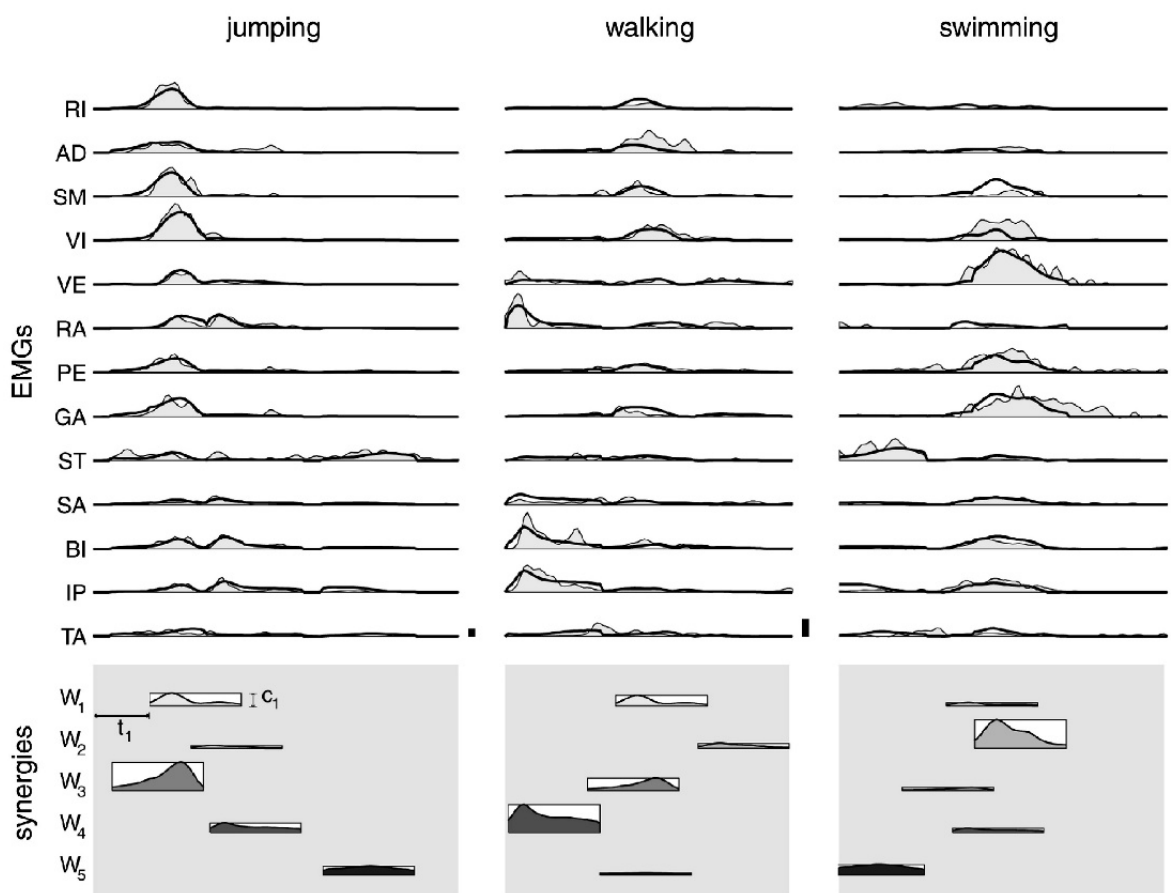 jumping walking swimming
RI
AD
SM
VI
VE
RA
PE
GA
ST
SA
BI
IP
TA
EMGs
W1 c1
t1
W2
W3
W4
W5
synergies